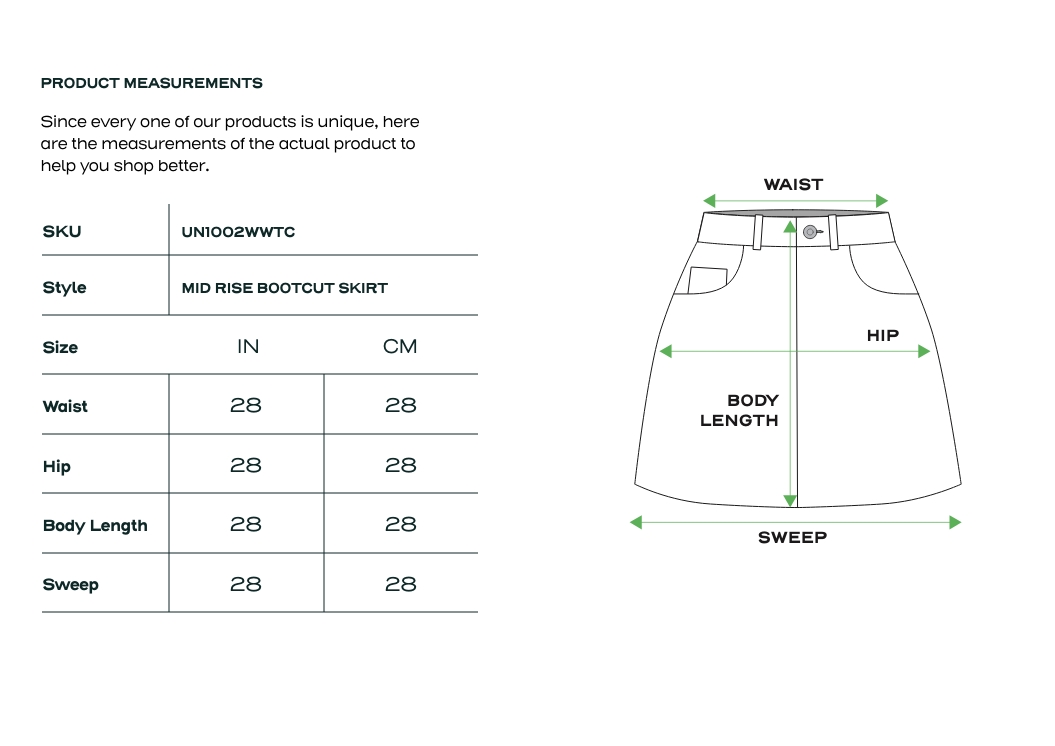 PRODUCT MEASUREMENTS
Since every one of our products is unique, here
are the measurements of the actual product to
help you shop better.
SKU UN1002WWTC
Style MID RISE BOOTCUT SKIRT
Size IN CM
Waist 28 28
Hip 28 28
Body Length 28 28
Sweep 28 28
WAIST
HIP
BODY
LENGTH
SWEEP